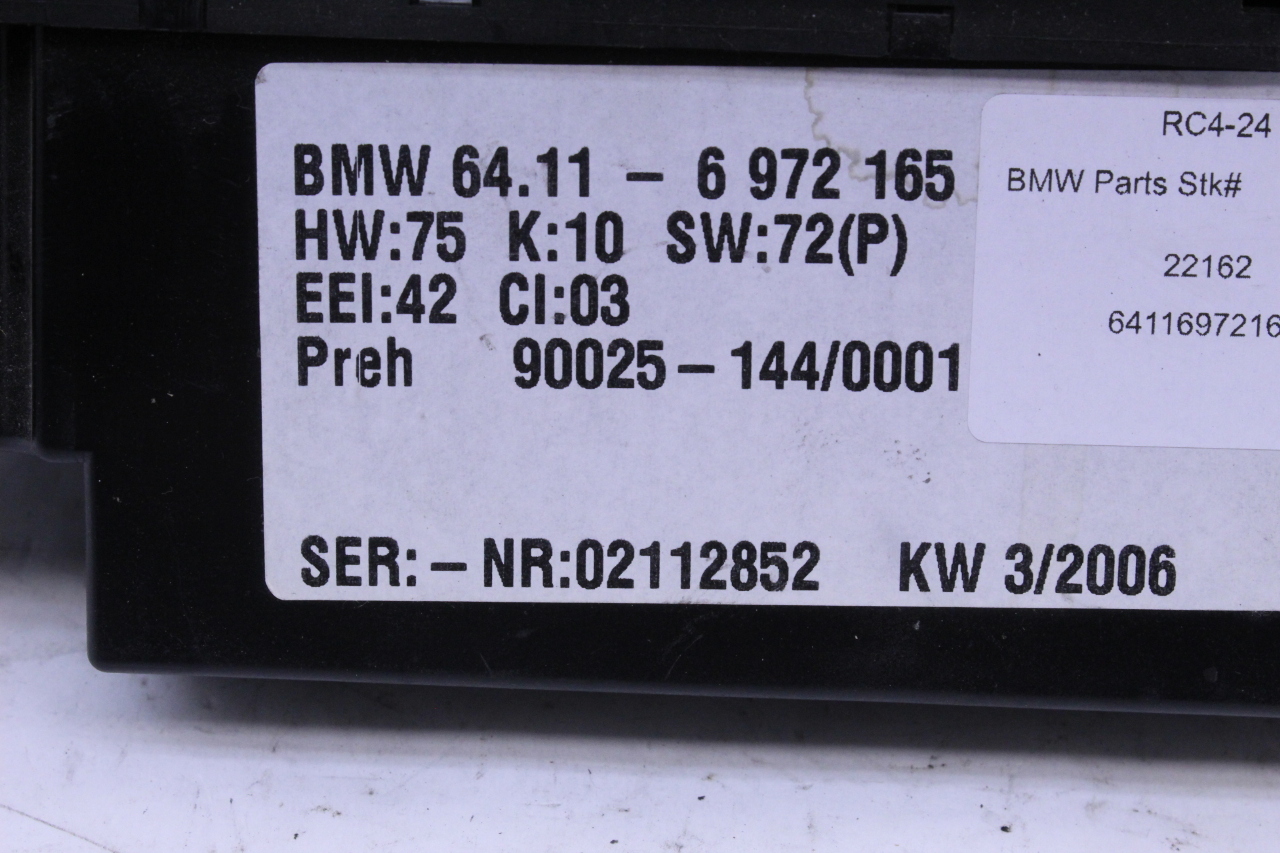 BMW 64.11 – 6 972 165
HW:75 K:10 SW:72(P)
EEI:42 CI:03
Preh 90025 – 144/0001
SER: – NR:02112852 KW 3/2006
RC4-24
BMW Parts Stk#
22162
6411697216